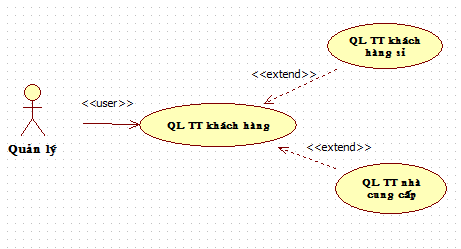 QL TT khách
hàng sỉ
<<extend>>
<<user>>
QL TT khách hàng
Quản lý
<<extend>>
QL TT nhà
cung cấp